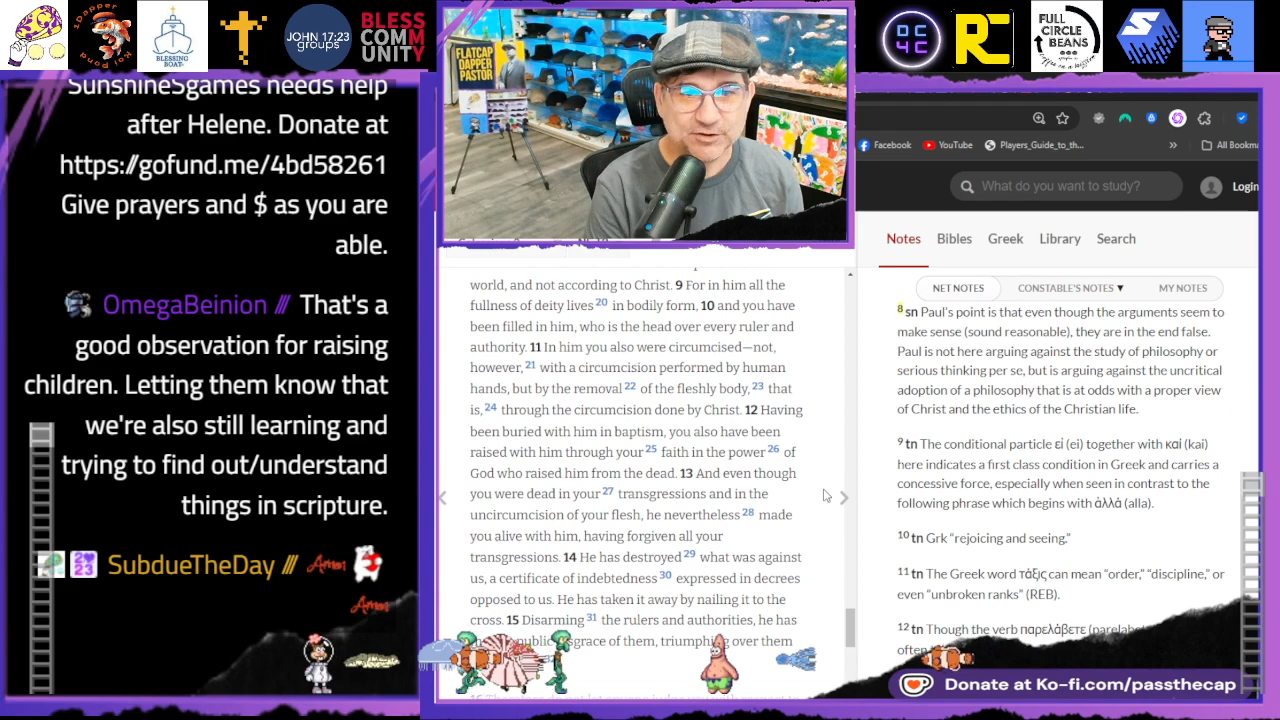 1DAPPER
Koi Pond
BLESSING
BOAT
JOHN 17:23
groups
BLESS
COMM
UNITY
OC
4C
RC
FULL
CIRCLE
BEANS
SunshineSgames needs help
after Helene. Donate at
https://gofund.me/4bd58261
Give prayers and $ as you are
able.
OmegaBeinion /// That's a
good observation for raising
children. Letting them know that
we're also still learning and
trying to find out/understand
things in scripture.
SubdueTheDay /// Amen
Amen
FLATCAP
DAPPER
PASTOR
world, and not according to Christ. 9 For in him all the
fullness of deity lives 20 in bodily form, 10 and you have
been filled in him, who is the head over every ruler and
authority. 11 In him you also were circumcised—not,
however, 21 with a circumcision performed by human
hands, but by the removal 22 of the fleshly body, 23 that
is, 24 through the circumcision done by Christ. 12 Having
been buried with him in baptism, you also have been
raised with him through your 25 faith in the power 26 of
God who raised him from the dead. 13 And even though
you were dead in your 27 transgressions and in the
uncircumcision of your flesh, he nevertheless 28 made
you alive with him, having forgiven all your
transgressions. 14 He has destroyed 29 what was against
us, a certificate of indebtedness 30 expressed in decrees
opposed to us. He has taken it away by nailing it to the
cross. 15 Disarming 31 the rulers and authorities, he has
public disgrace of them, triumphing over them
Facebook YouTube Players_Guide_to_th... » All Bookma
What do you want to study? Login
Notes Bibles Greek Library Search
NET NOTES CONSTABLE'S NOTES ▼ MY NOTES
8 sn Paul's point is that even though the arguments seem to
make sense (sound reasonable), they are in the end false.
Paul is not here arguing against the study of philosophy or
serious thinking per se, but is arguing against the uncritical
adoption of a philosophy that is at odds with a proper view
of Christ and the ethics of the Christian life.
9 tn The conditional particle εἰ (ei) together with καί (kai)
here indicates a first class condition in Greek and carries a
concessive force, especially when seen in contrast to the
following phrase which begins with ἀλλά (alla).
10 tn Grk "rejoicing and seeing."
11 tn The Greek word τάξις can mean "order," "discipline," or
even "unbroken ranks" (REB).
12 tn Though the verb παρελάβετε
often
Donate at Ko-fi.com/passthecap